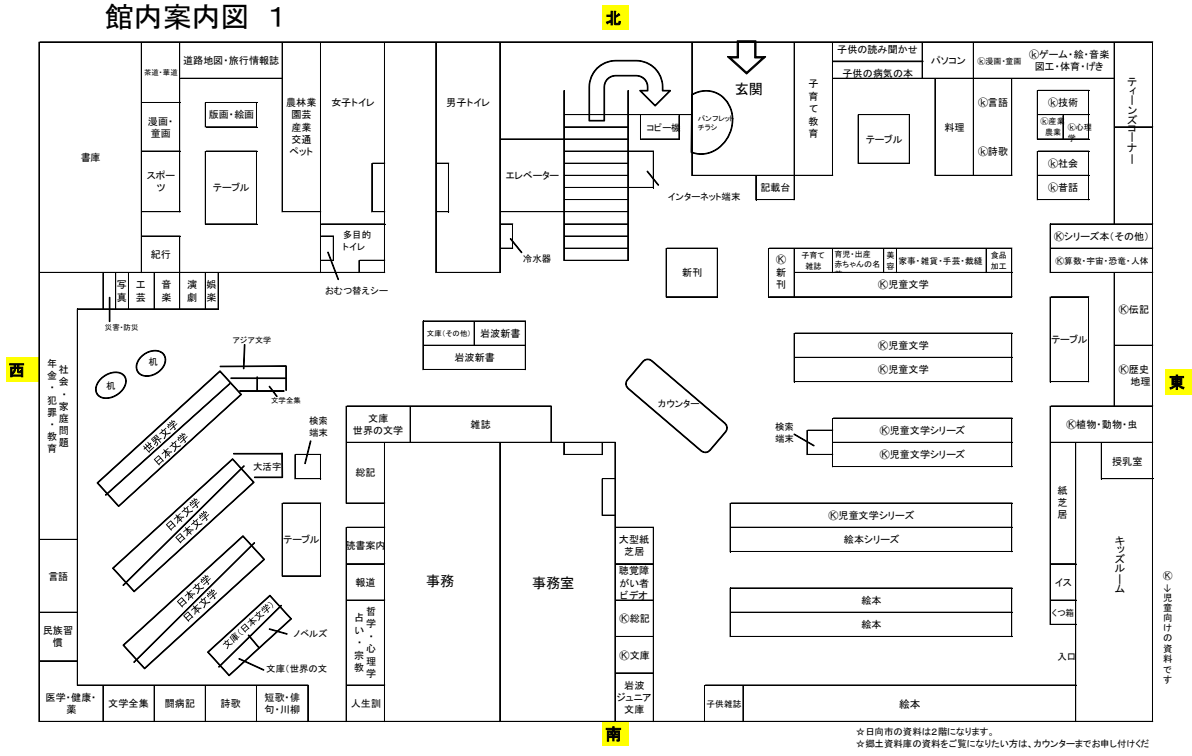 館内案内図 1
北
茶道・華道
道路地図・旅行情報誌
漫画・
童画
版画・絵画
スポー
ツ
テーブル
紀行
書庫
農林業
園芸
産業
交通
ペット
女子トイレ
多目的
トイレ
おむつ替えシー
男子トイレ
エレベーター
冷水器
コピー機
インターネット端末
パンフレット
チラシ
玄関
記載台
子育て教育
子供の読み聞かせ
子供の病気の本
テーブル
パソコン
料理
Ⓚ漫画・童画
Ⓚゲーム・絵・音楽
図工・体育・げき
Ⓚ言語
Ⓚ詩歌
Ⓚ技術
Ⓚ産業
農業
Ⓚ心理
学
Ⓚ社会
Ⓚ昔話
ティーンズコーナー
Ⓚシリーズ本(その他)
Ⓚ算数・宇宙・恐竜・人体
写真
工芸
音楽
演劇
娯楽
災害・防災
新刊
Ⓚ新刊
子育て
雑誌
育児・出産
赤ちゃんの名
美容
家事・雑貨・手芸・裁縫
食品
加工
Ⓚ児童文学
Ⓚ児童文学
Ⓚ児童文学
テーブル
Ⓚ伝記
Ⓚ歴史
地理
西
東
社会・家庭問題
年金・犯罪・教育
机
机
アジア文学
文学全集
世界文学
日本文学
文庫(その他)
岩波新書
岩波新書
カウンター
検索
端末
大活字
文庫
世界の文学
雑誌
総記
検索
端末
Ⓚ児童文学シリーズ
Ⓚ児童文学シリーズ
Ⓚ植物・動物・虫
授乳室
紙芝居
日本文学
日本文学
テーブル
読書案内
報道
哲学・心理学
占い・宗教
人生訓
事務
事務室
大型紙
芝居
聴覚障
がい者
ビデオ
Ⓚ総記
Ⓚ文庫
岩波
ジュニア
文庫
Ⓚ児童文学シリーズ
絵本シリーズ
絵本
絵本
イス
くつ箱
入口
キッズルーム
Ⓚ→児童向けの資料です
言語
民族習
慣
日本文学
日本文学
文庫(日本文学)
ノベルズ
文庫(世界の文
医学・健康・
薬
文学全集
闘病記
詩歌
短歌・俳
句・川柳
南
子供雑誌
絵本
☆日向市の資料は2階になります。
☆郷土資料庫の資料をご覧になりたい方は、カウンターまでお申し付けくだ